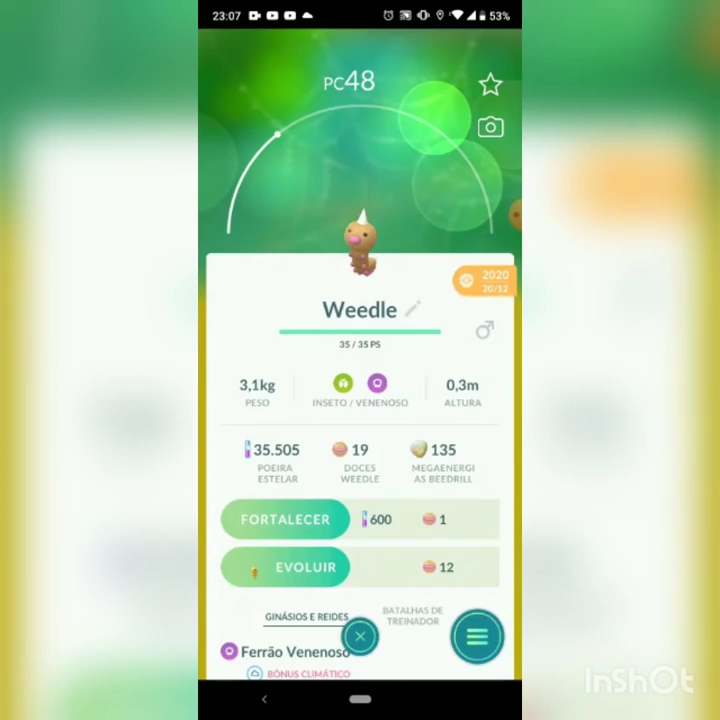 23:07
53%
PC48
2020
20/12
Weedle
35 / 35 PS
3,1kg
PESO
INSETO / VENENOSO
0,3m
ALTURA
35.505
POEIRA
ESTELAR
19
DOCES
WEEDLE
135
MEGAENERGI
AS BEEDRILL
FORTALECER 600 1
EVOLUIR 12
GINÁSIOS E REIDES
BATALHAS DE
TREINADOR
Ferrão Venenoso
BÔNUS CLIMÁTICO
InShOt